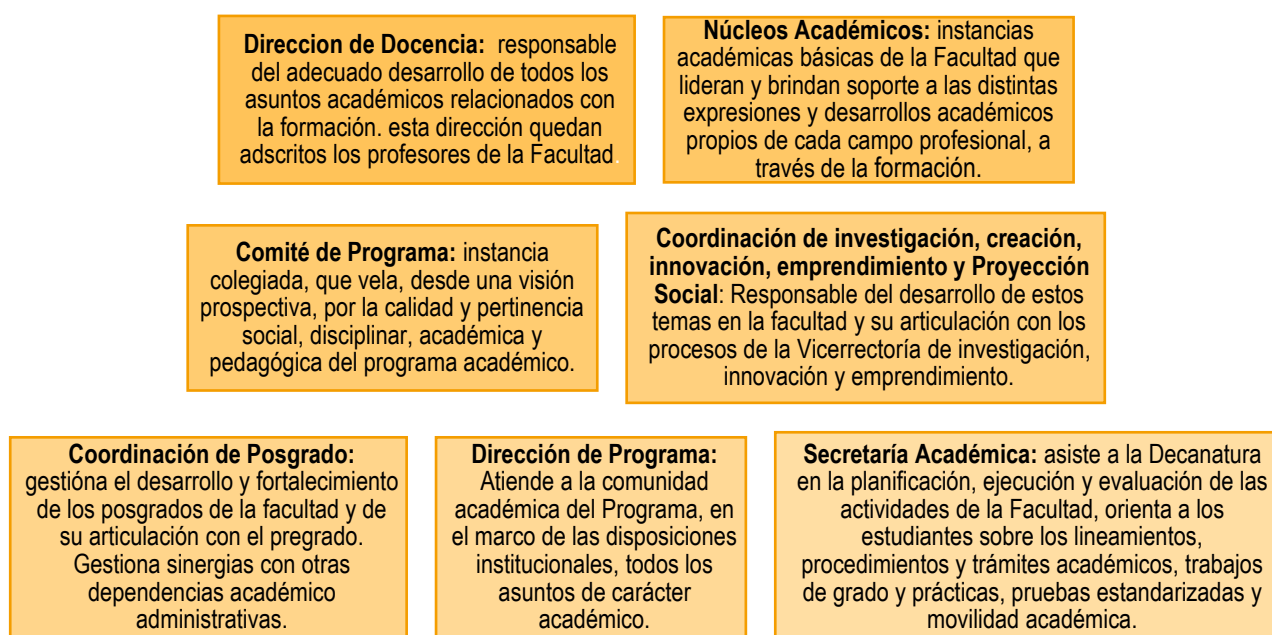 Direccion de Docencia: responsable
del adecuado desarrollo de todos los
asuntos académicos relacionados con
la formación. esta dirección quedan
adscritos los profesores de la Facultad.
Núcleos Académicos: instancias
académicas básicas de la Facultad que
lideran y brindan soporte a las distintas
expresiones y desarrollos académicos
propios de cada campo profesional, a
través de la formación.
Comité de Programa: instancia
colegiada, que vela, desde una visión
prospectiva, por la calidad y pertinencia
social, disciplinar, académica y
pedagógica del programa académico.
Coordinación de investigación, creación,
innovación, emprendimiento y Proyección
Social: Responsable del desarrollo de estos
temas en la facultad y su articulación con los
procesos de la Vicerrectoría de investigación,
innovación y emprendimiento.
Coordinación de Posgrado:
gestióna el desarrollo y fortalecimiento
de los posgrados de la facultad y de
su articulación con el pregrado.
Gestiona sinergias con otras
dependencias académico
administrativas.
Dirección de Programa:
Atiende a la comunidad
académica del Programa, en
el marco de las disposiciones
institucionales, todos los
asuntos de carácter
académico.
Secretaría Académica: asiste a la Decanatura
en la planificación, ejecución y evaluación de las
actividades de la Facultad, orienta a los
estudiantes sobre los lineamientos,
procedimientos y trámites académicos, trabajos
de grado y prácticas, pruebas estandarizadas y
movilidad académica.